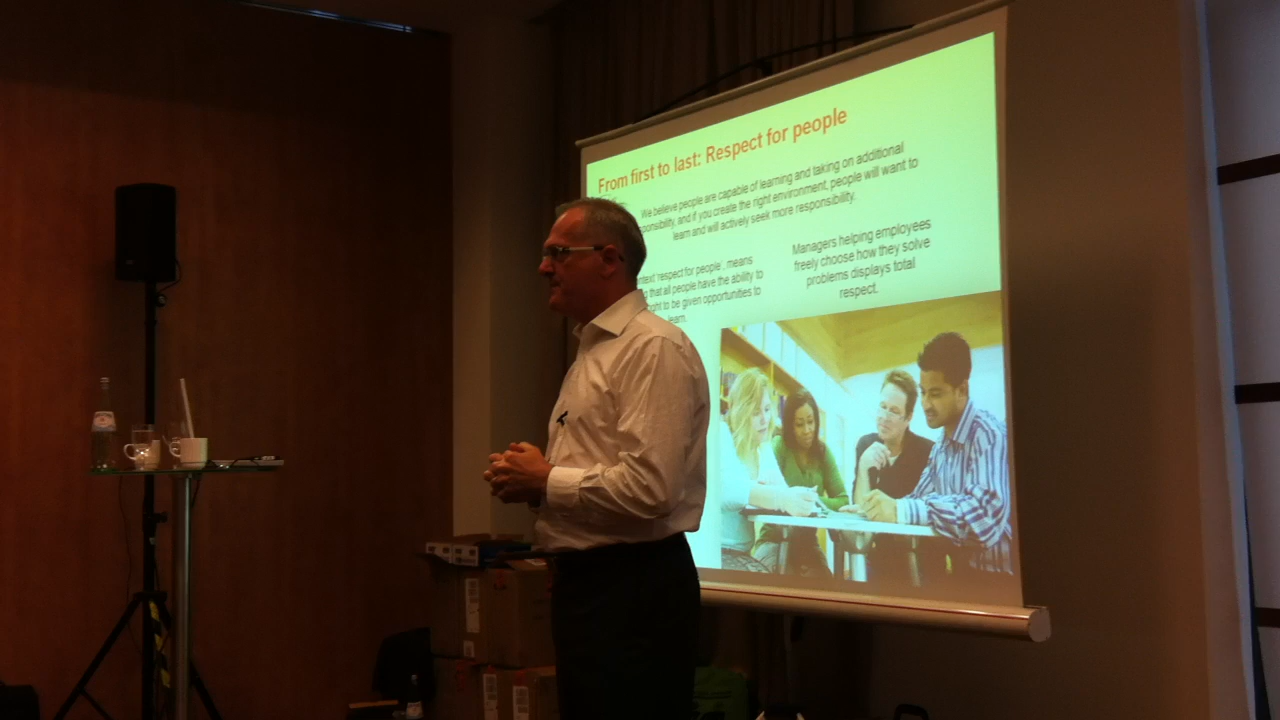 From first to last: Respect for people
We believe people are capable of learning and taking on additional
responsibility, and if you create the right environment, people will want to
learn and will actively seek more responsibility.
'respect for people', means
that all people have the ability to
to be given opportunities to
learn.
Managers helping employees
freely choose how they solve
problems displays total
respect.